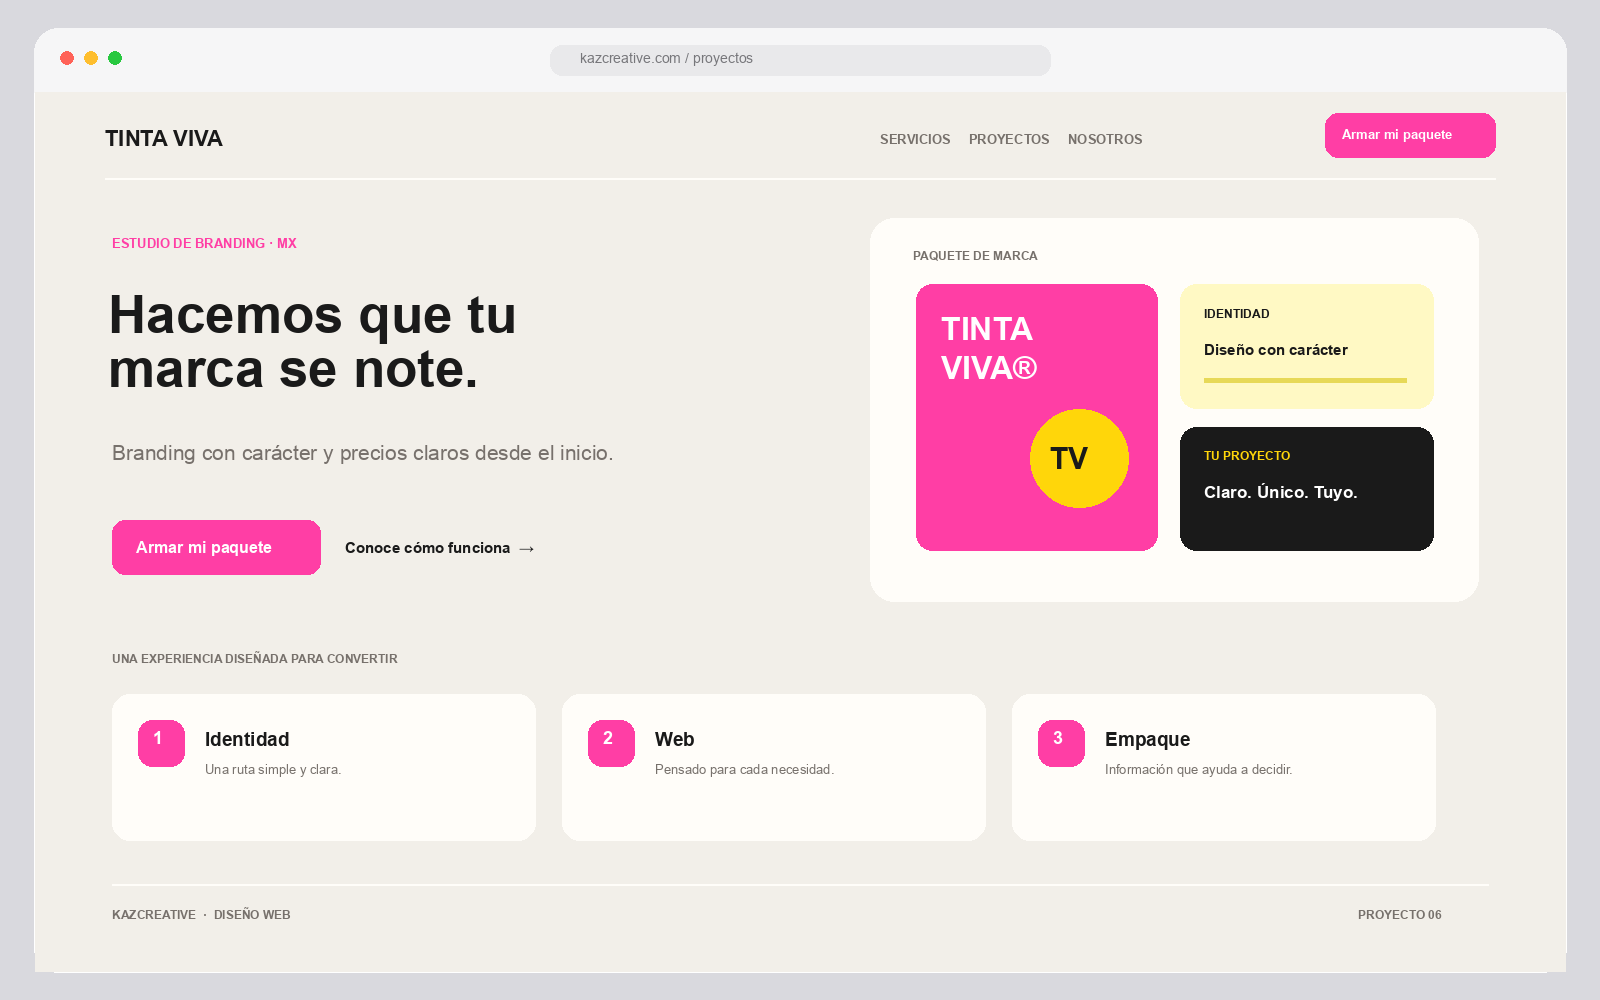 kazcreative.com / proyectos
TINTA VIVA
SERVICIOS PROYECTOS NOSOTROS
Armar mi paquete
ESTUDIO DE BRANDING · MX
Hacemos que tu
marca se note.
Branding con carácter y precios claros desde el inicio.
Armar mi paquete
Conoce cómo funciona →
PAQUETE DE MARCA
TINTA
VIVA®
TV
IDENTIDAD
Diseño con carácter
TU PROYECTO
Claro. Único. Tuyo.
UNA EXPERIENCIA DISEÑADA PARA CONVERTIR
1
Identidad
Una ruta simple y clara.
2
Web
Pensado para cada necesidad.
3
Empaque
Información que ayuda a decidir.
KAZCREATIVE · DISEÑO WEB
PROYECTO 06